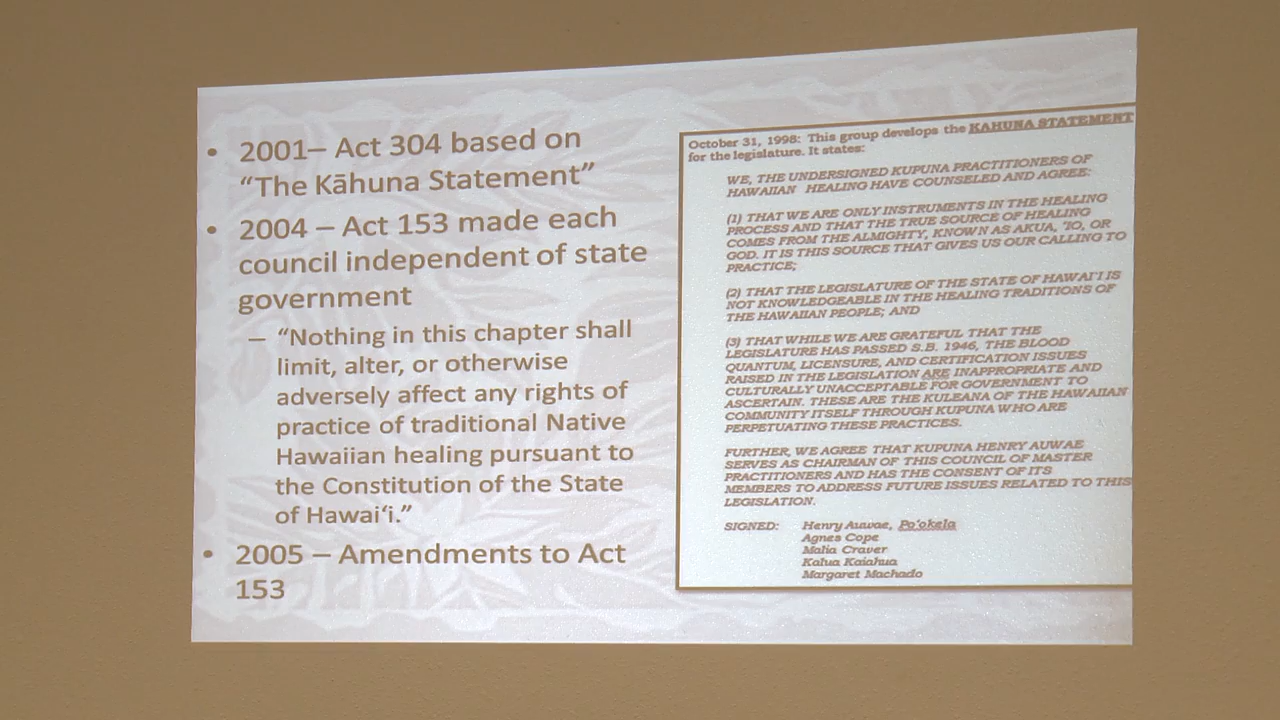 • 2001– Act 304 based on
“The Kāhuna Statement”
• 2004 – Act 153 made each
council independent of state
government
– “Nothing in this chapter shall
limit, alter, or otherwise
adversely affect any rights of
practice of traditional Native
Hawaiian healing pursuant to
the Constitution of the State
of Hawaiʻi.”
• 2005 – Amendments to Act
153
October 31, 1998: This group develops the KAHUNA STATEMENT
for the legislature. It states:
WE, THE UNDERSIGNED KUPUNA PRACTITIONERS OF
HAWAIIAN HEALING HAVE COUNSELED AND AGREE:
(1) THAT WE ARE ONLY INSTRUMENTS IN THE HEALING
PROCESS AND THAT THE TRUE SOURCE OF HEALING
COMES FROM THE ALMIGHTY, KNOWN AS AKUA, 'IO, OR
GOD. IT IS THIS SOURCE THAT GIVES US OUR CALLING TO
PRACTICE;
(2) THAT THE LEGISLATURE OF THE STATE OF HAWAI'I IS
NOT KNOWLEDGEABLE IN THE HEALING TRADITIONS OF
THE HAWAIIAN PEOPLE; AND
(3) THAT WHILE WE ARE GRATEFUL THAT THE
LEGISLATURE HAS PASSED S.B. 1946, THE BLOOD
QUANTUM, LICENSURE, AND CERTIFICATION ISSUES
RAISED IN THE LEGISLATION ARE INAPPROPRIATE AND
CULTURALLY UNACCEPTABLE FOR GOVERNMENT TO
ASCERTAIN. THESE ARE THE KULEANA OF THE HAWAIIAN
COMMUNITY ITSELF THROUGH KUPUNA WHO ARE
PERPETUATING THESE PRACTICES.
FURTHER, WE AGREE THAT KUPUNA HENRY AUWAE
SERVES AS CHAIRMAN OF THIS COUNCIL OF MASTER
PRACTITIONERS AND HAS THE CONSENT OF ITS
MEMBERS TO ADDRESS FUTURE ISSUES RELATED TO THIS
LEGISLATION.
SIGNED: Henry Auwae, Po'okela
Agnes Cope
Malia Craver
Kalua Kaiahua
Margaret Machado